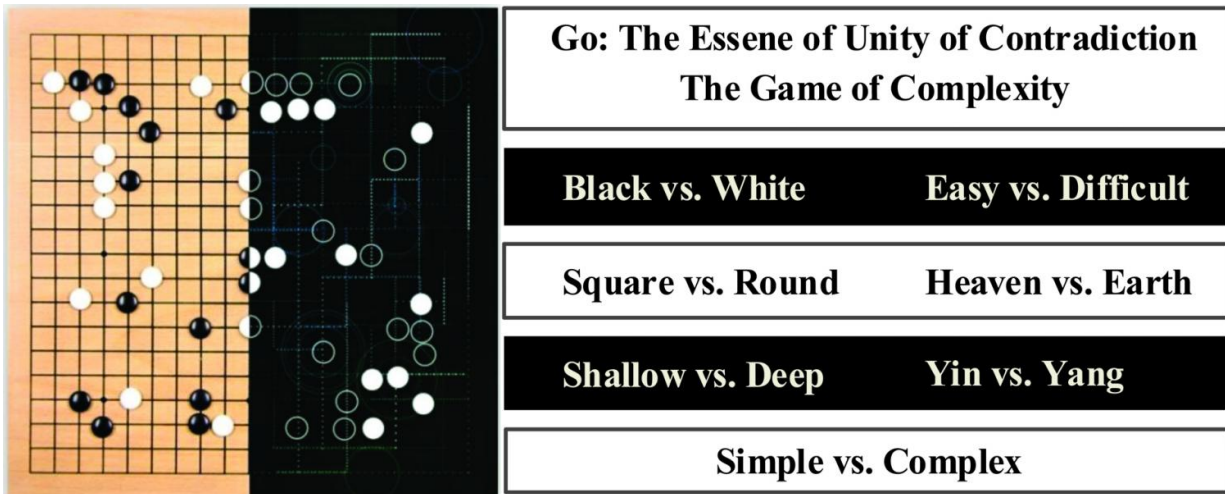 Go: The Essene of Unity of Contradiction
The Game of Complexity
Black vs. White Easy vs. Difficult
Square vs. Round Heaven vs. Earth
Shallow vs. Deep Yin vs. Yang
Simple vs. Complex